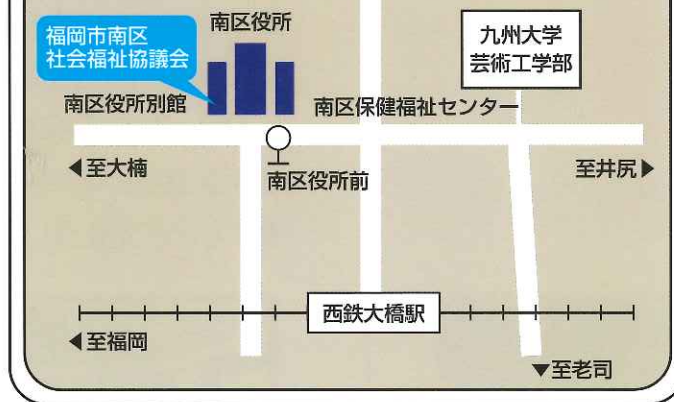 南区役所
福岡市南区
社会福祉協議会
九州大学
芸術工学部
南区役所別館
南区保健福祉センター
◀至大楠
至井尻▶
南区役所前
西鉄大橋駅
◀至福岡
▼至老司